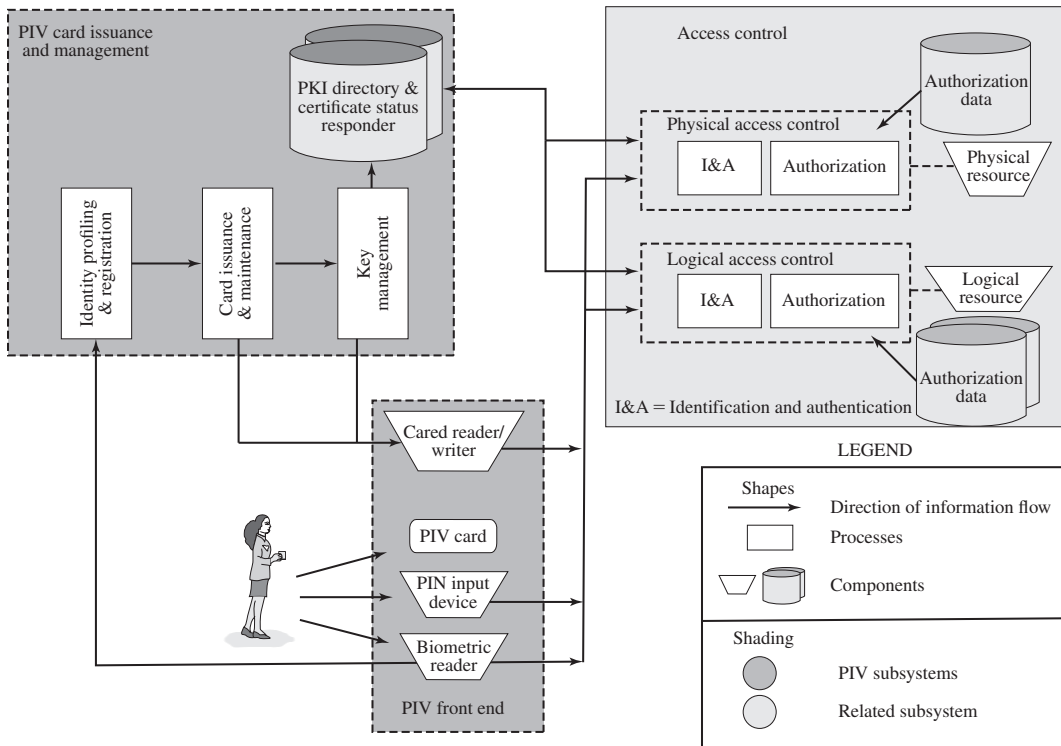 PIV card issuance
and management
PKI directory &
certificate status
responder
Identity profiling
& registration
Card issuance
& maintenance
Key
management
Access control
Authorization
data
Physical access control
I&A
Authorization
Physical
resource
Logical access control
I&A
Authorization
Logical
resource
Authorization
data
I&A = Identification and authentication
Cared reader/
writer
PIV card
PIN input
device
Biometric
reader
PIV front end
LEGEND
Shapes
Direction of information flow
Processes
Components
Shading
PIV subsystems
Related subsystem